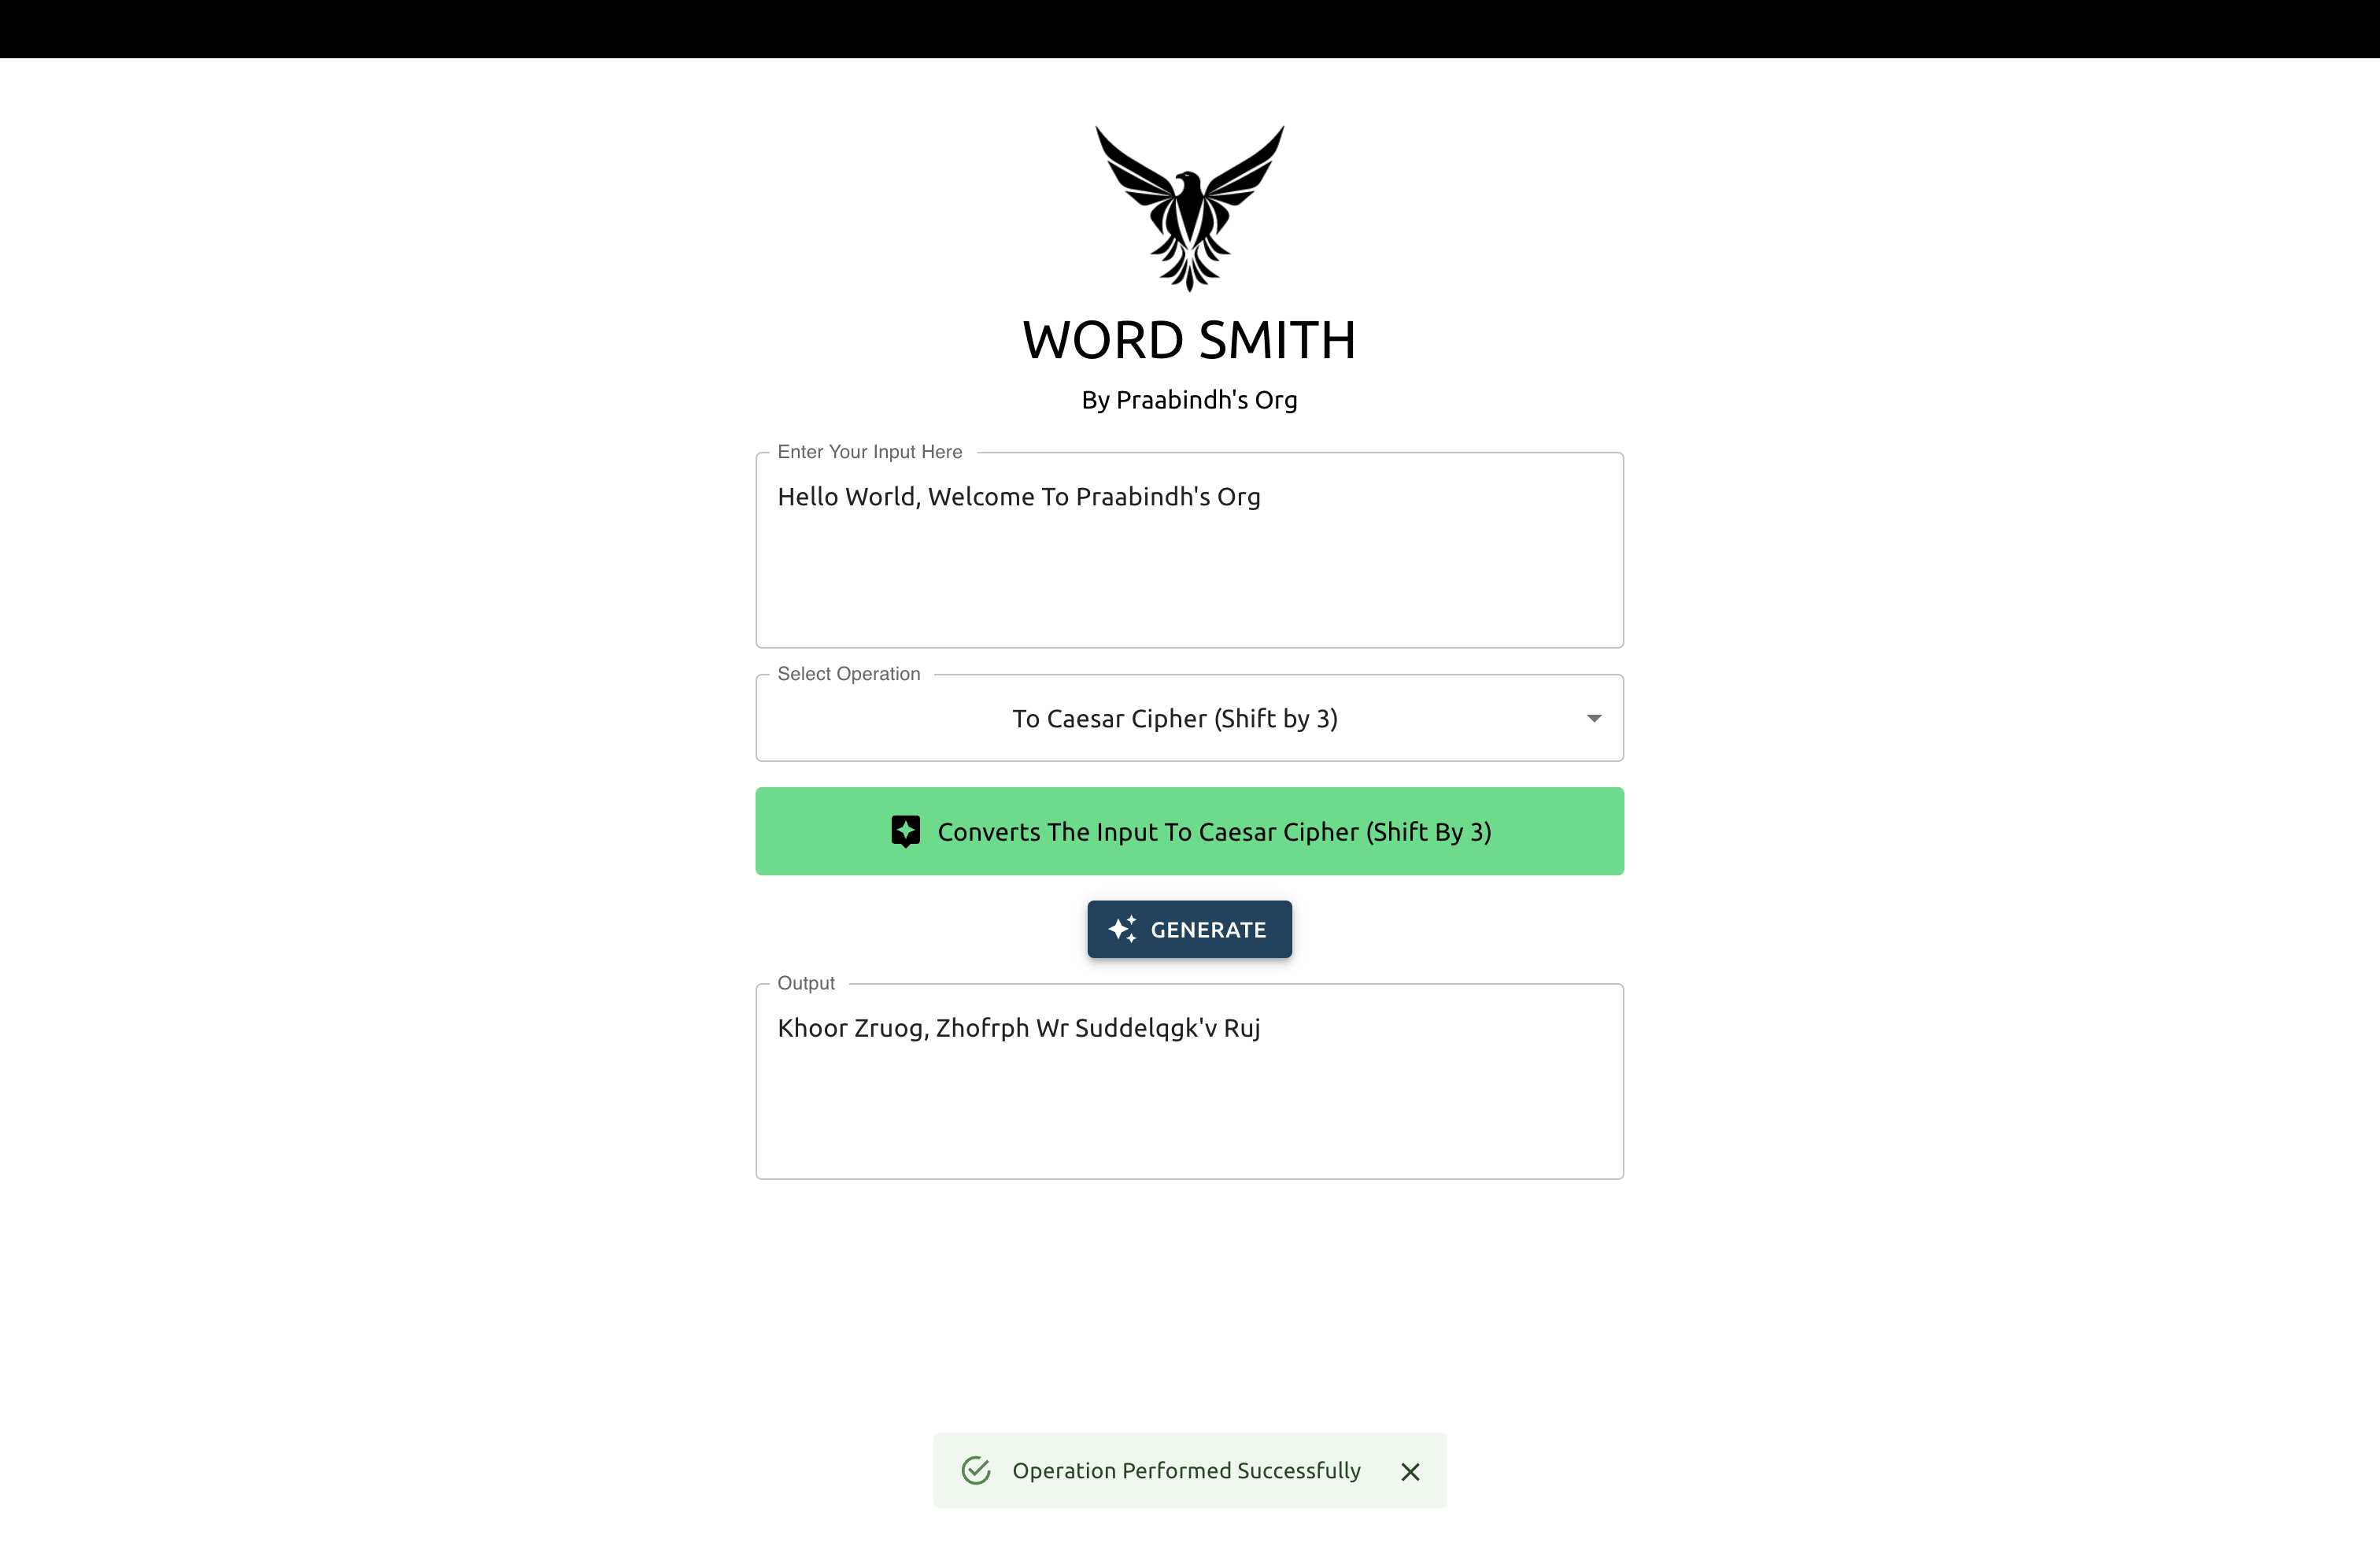 WORD SMITH
By Praabindh's Org
Enter Your Input Here
Hello World, Welcome To Praabindh's Org
Select Operation
To Caesar Cipher (Shift by 3)
Converts The Input To Caesar Cipher (Shift By 3)
GENERATE
Output
Khoor Zruog, Zhofrph Wr Suddelqgk'v Ruj
Operation Performed Successfully